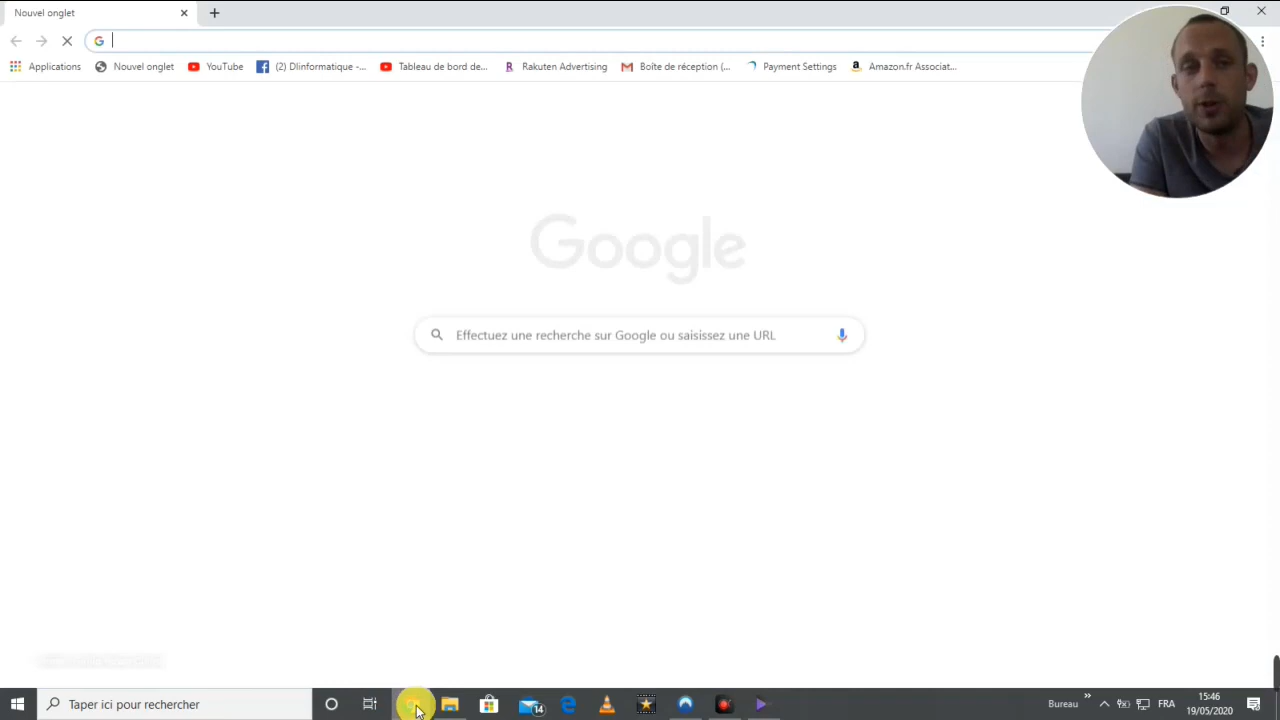 Nouvel onglet
Applications Nouvel onglet YouTube (2) Dlinformatique -... Tableau de bord de... Rakuten Advertising Boîte de réception (... Payment Settings Amazon.fr Associat...
Google
Effectuez une recherche sur Google ou saisissez une URL
Taper ici pour rechercher
14
Bureau
FRA
15:46
19/05/2020